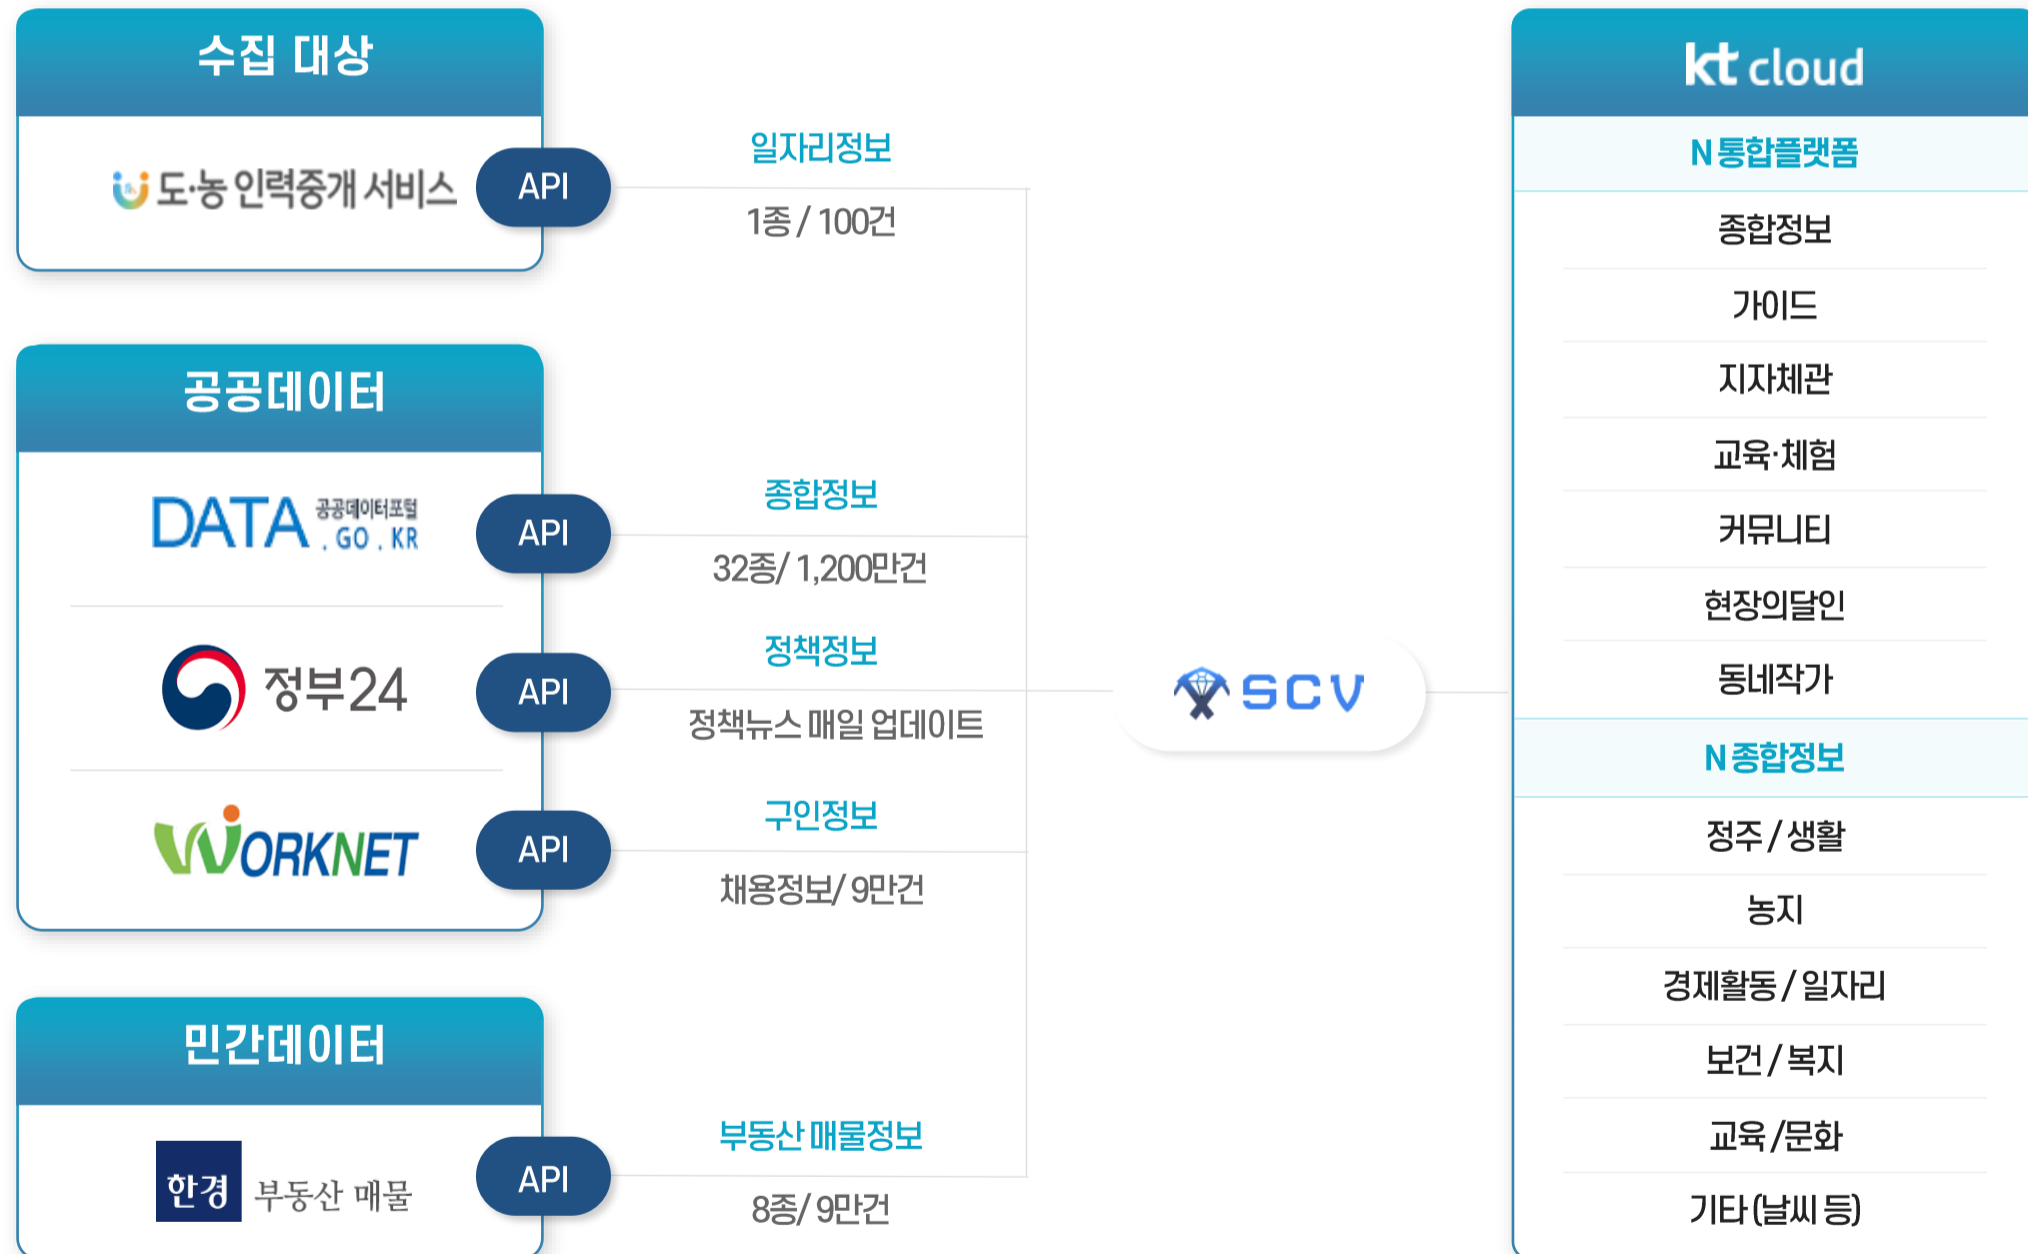 수집 대상
도·농 인력중개 서비스
API
일자리정보
1종 / 100건
공공데이터
DATA 공공데이터포털
. GO . KR
API
종합정보
32종/ 1,200만건
정부24
API
정책정보
정책뉴스 매일 업데이트
WORKNET
API
구인정보
채용정보/ 9만건
민간데이터
한경 부동산 매물
API
부동산 매물정보
8종/ 9만건
SCV
kt cloud
N 통합플랫폼
종합정보
가이드
지자체관
교육·체험
커뮤니티
현장의달인
동네작가
N 종합정보
정주 / 생활
농지
경제활동 / 일자리
보건 / 복지
교육 /문화
기타 (날씨 등)